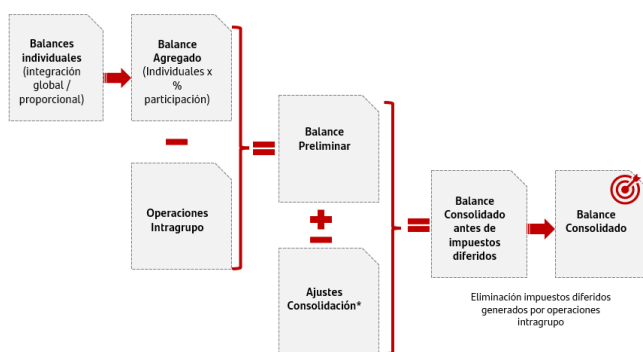 Balances
individuales
(integración
global /
proporcional)
Balance
Agregado
(Individuales x
%
participación)
Operaciones
Intragrupo
Balance
Preliminar
Ajustes
Consolidación*
Balance
Consolidado
antes de
impuestos
diferidos
Balance
Consolidado
Eliminación impuestos diferidos
generados por operaciones
intragrupo